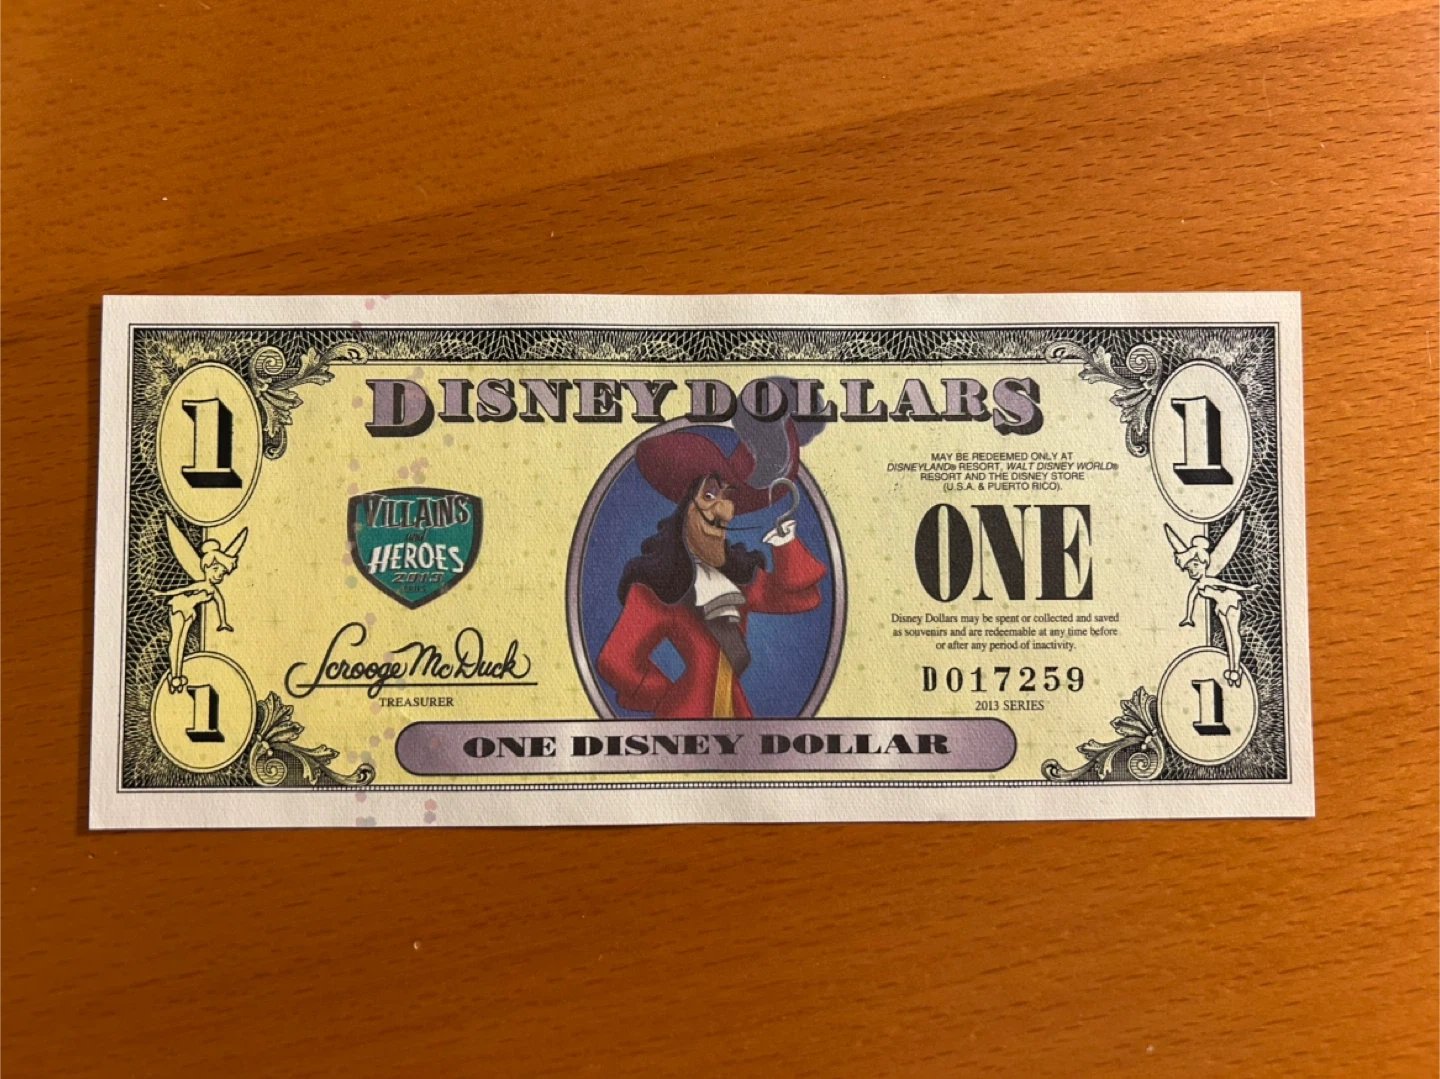 1
DISNEY DOLLARS
1
MAY BE REDEEMED ONLY AT
DISNEYLAND® RESORT, WALT DISNEY WORLD®
RESORT AND THE DISNEY STORE
(U.S.A. & PUERTO RICO).
VILLAINS
and
HEROES
2013
SERIES
ONE
Disney Dollars may be spent or collected and saved
as souvenirs and are redeemable at any time before
or after any period of inactivity.
Scrooge McDuck
TREASURER
D017259
2013 SERIES
1
ONE DISNEY DOLLAR
1